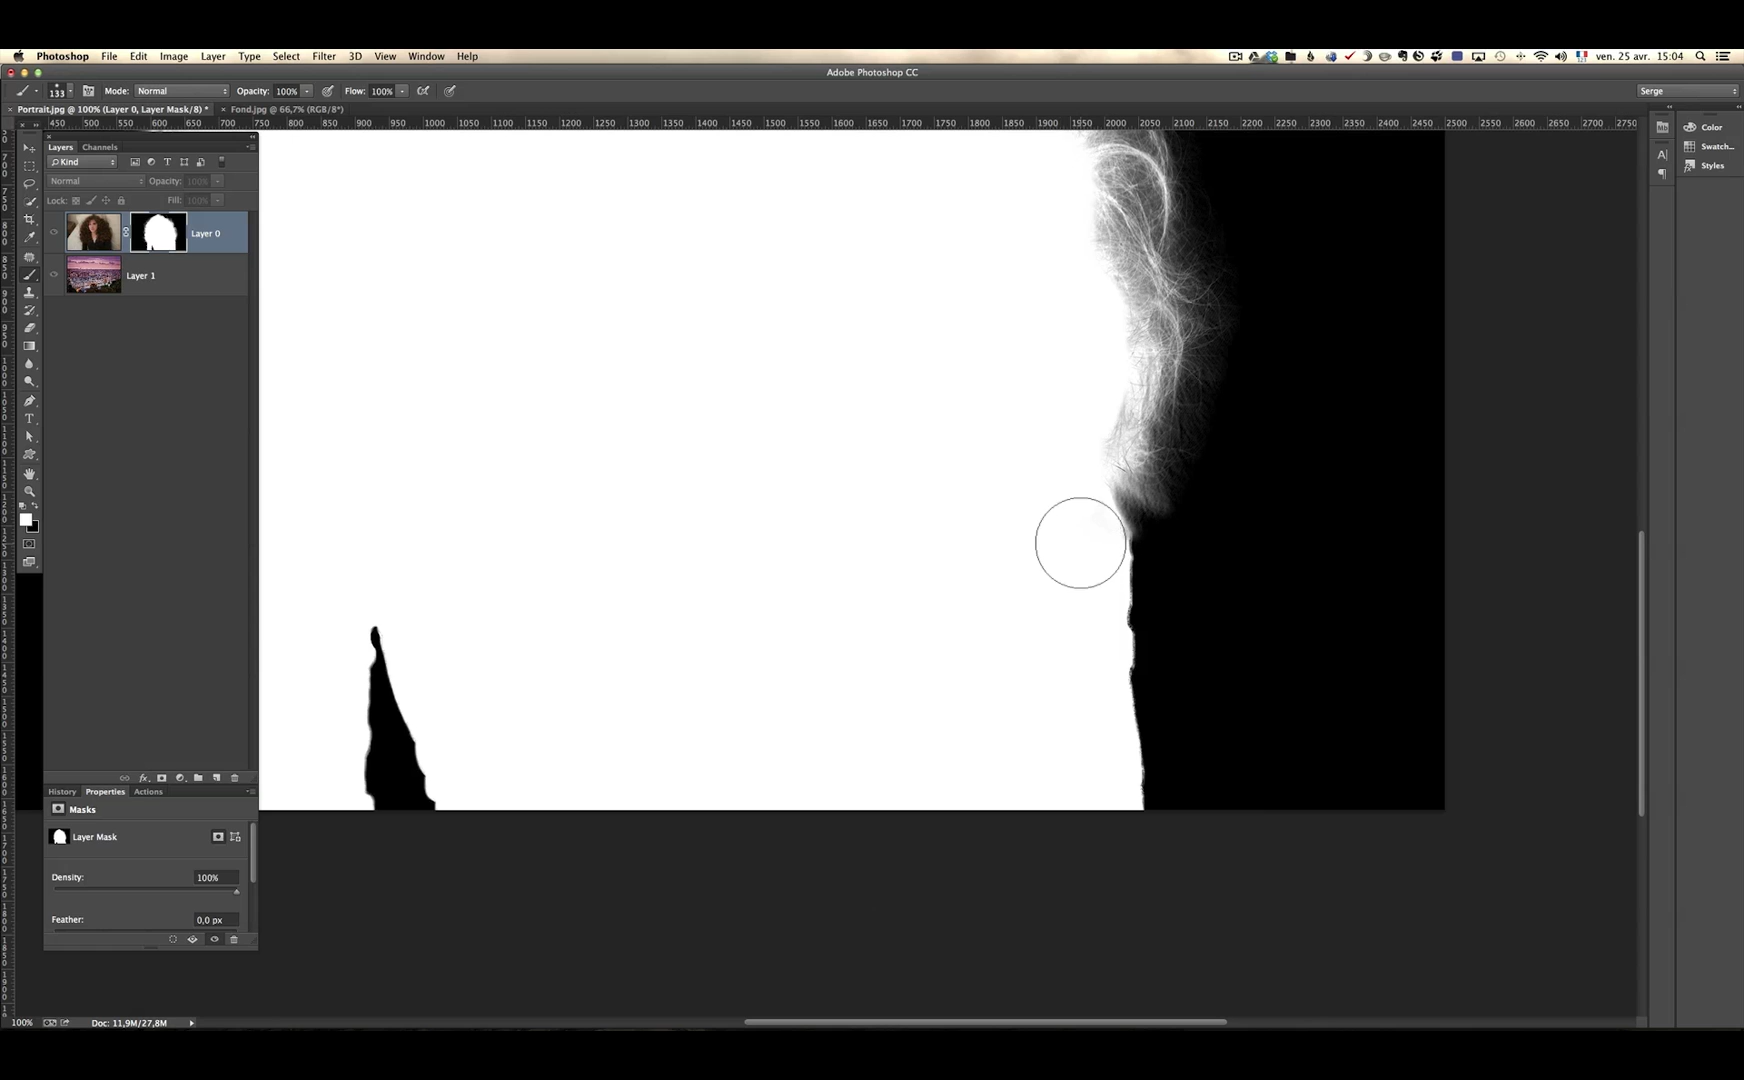 Photoshop File Edit Image Layer Type Select Filter 3D View Window Help ven. 25 avr. 15:04
Adobe Photoshop CC
133 Mode: Normal Opacity: 100% Flow: 100% Serge
Portrait.jpg @ 100% (Layer 0, Layer Mask/8) * × Fond.jpg @ 66,7% (RGB/8*)
450 500 550 600 650 700 750 800 850 900 950 1000 1050 1100 1150 1200 1250 1300 1350 1400 1450 1500 1550 1600 1650 1700 1750 1800 1850 1900 1950 2000 2050 2100 2150 2200 2250 2300 2350 2400 2450 2500 2550 2600 2650 2700 2750
Layers Channels
Kind
Normal Opacity: 100%
Lock: Fill: 100%
Layer 0
Layer 1
fx
History Properties Actions
Masks
Layer Mask
Density: 100%
Feather: 0,0 px
Color
Swatch...
Styles
100% Doc: 11,9M/27,8M